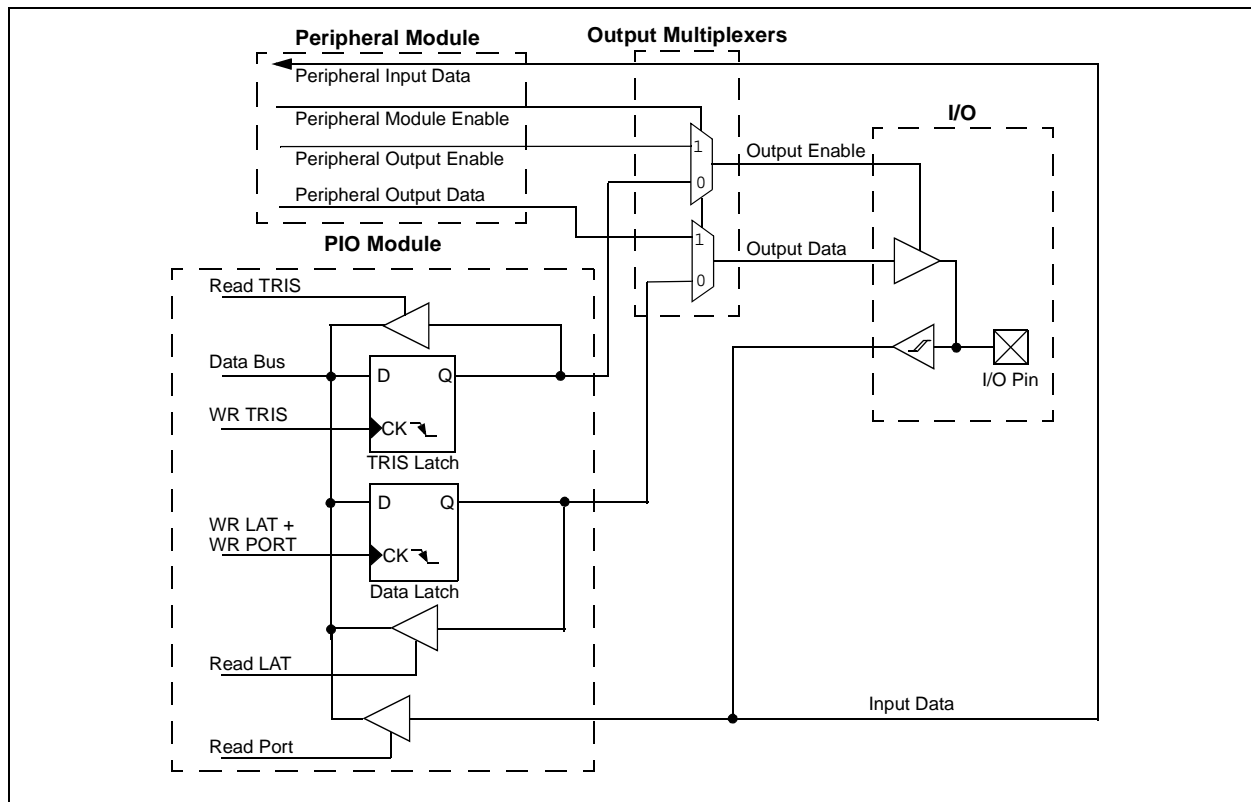 Peripheral Module
Output Multiplexers
Peripheral Input Data
Peripheral Module Enable
I/O
Peripheral Output Enable
1
Output Enable
0
Peripheral Output Data
PIO Module
1
Output Data
0
Read TRIS
Data Bus
D
Q
I/O Pin
WR TRIS
CK
TRIS Latch
D
Q
WR LAT +
WR PORT
CK
Data Latch
Read LAT
Input Data
Read Port